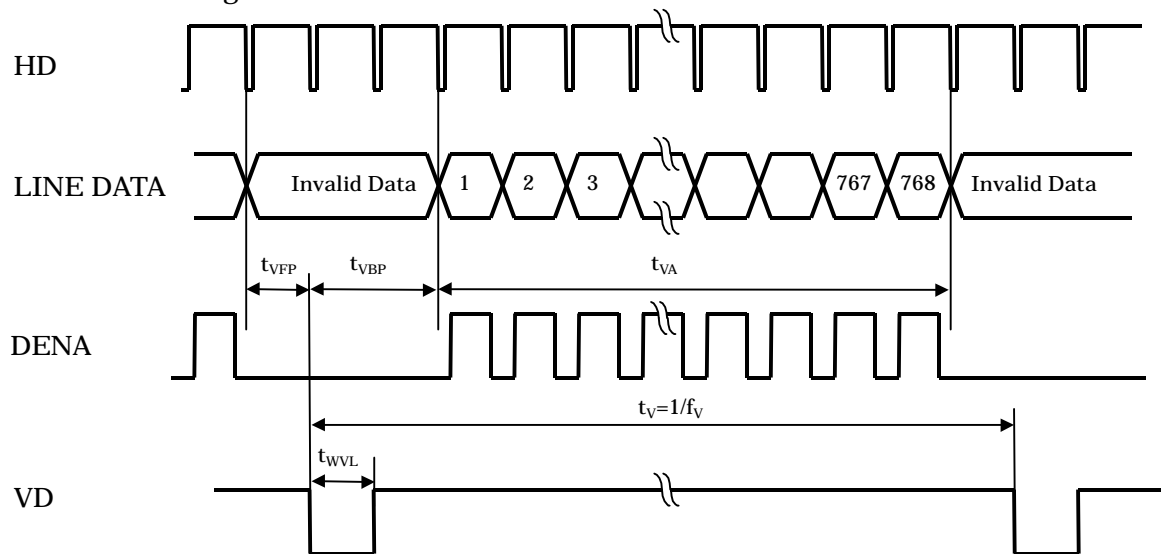 HD
LINE DATA
Invalid Data 1 2 3 767 768 Invalid Data
tVFP tVBP tVA
DENA
tV=1/fV
tWVL
VD